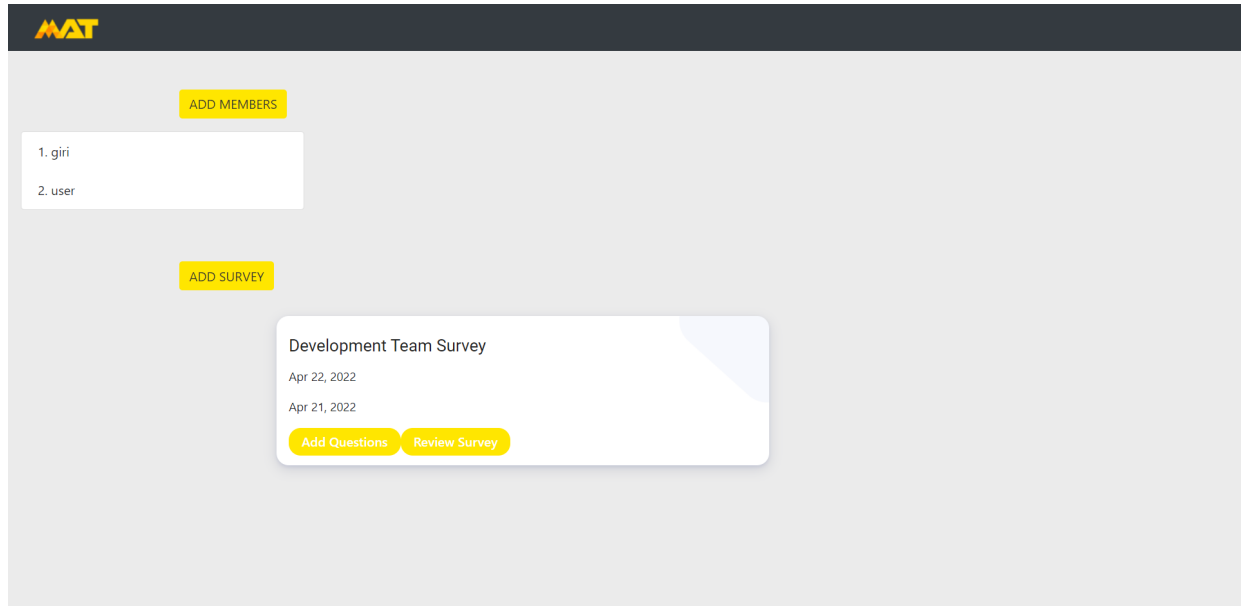 MAT
ADD MEMBERS
1. giri
2. user
ADD SURVEY
Development Team Survey
Apr 22, 2022
Apr 21, 2022
Add Questions Review Survey